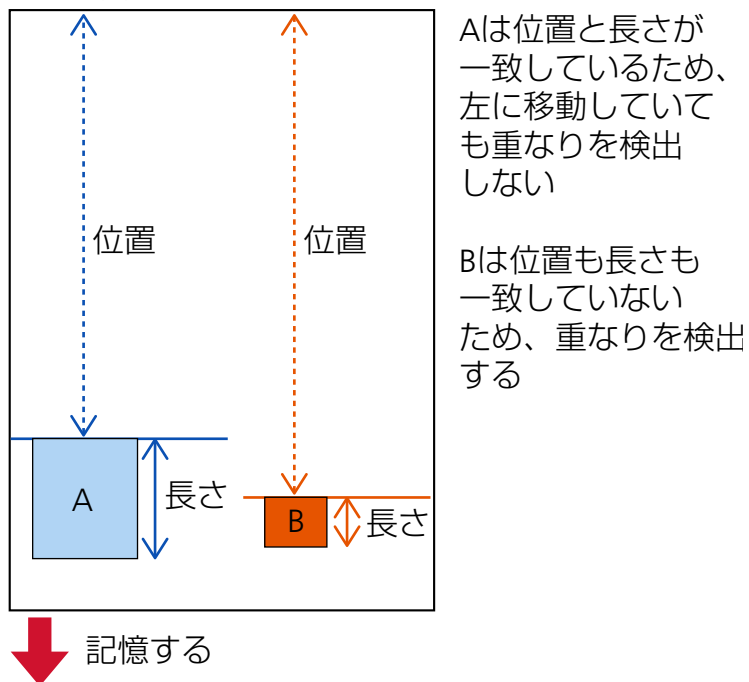 Aは位置と長さが
一致しているため、
左に移動していて
も重なりを検出
しない
Bは位置も長さも
一致していない
ため、重なりを検出
する
位置
位置
A
長さ
B
長さ
記憶する